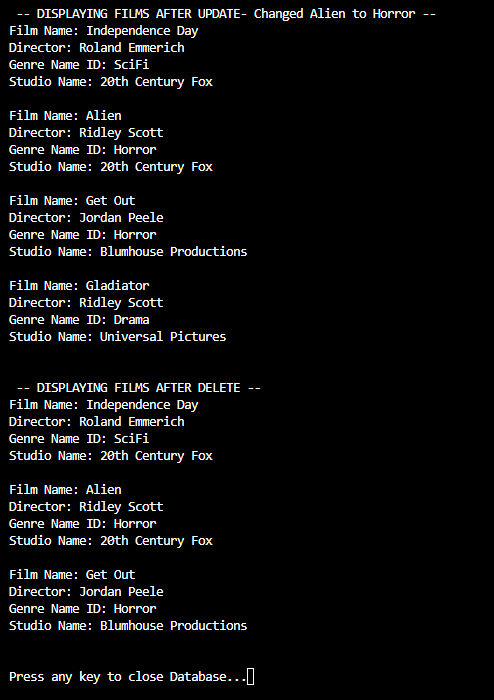 -- DISPLAYING FILMS AFTER UPDATE- Changed Alien to Horror --
Film Name: Independence Day
Director: Roland Emmerich
Genre Name ID: SciFi
Studio Name: 20th Century Fox

Film Name: Alien
Director: Ridley Scott
Genre Name ID: Horror
Studio Name: 20th Century Fox

Film Name: Get Out
Director: Jordan Peele
Genre Name ID: Horror
Studio Name: Blumhouse Productions

Film Name: Gladiator
Director: Ridley Scott
Genre Name ID: Drama
Studio Name: Universal Pictures

-- DISPLAYING FILMS AFTER DELETE --
Film Name: Independence Day
Director: Roland Emmerich
Genre Name ID: SciFi
Studio Name: 20th Century Fox

Film Name: Alien
Director: Ridley Scott
Genre Name ID: Horror
Studio Name: 20th Century Fox

Film Name: Get Out
Director: Jordan Peele
Genre Name ID: Horror
Studio Name: Blumhouse Productions

Press any key to close Database...